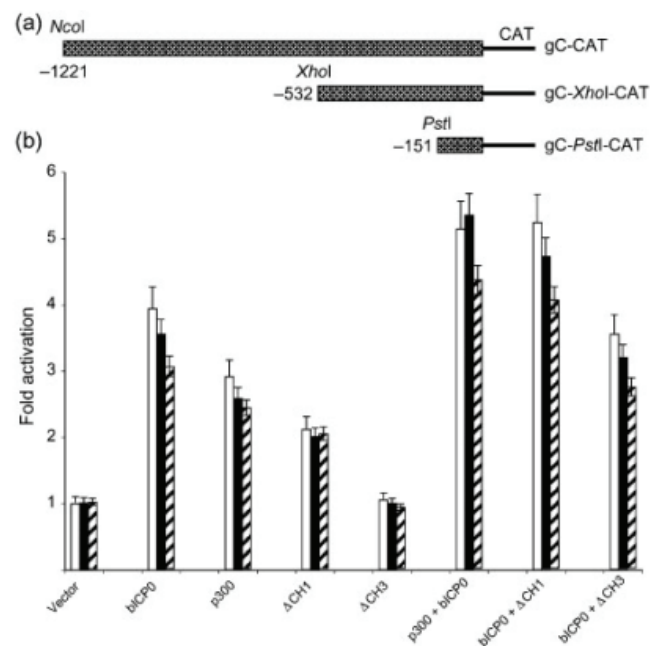 (a)
NcoI
CAT
gC-CAT
–1221
XhoI
–532
gC-XhoI-CAT
PstI
–151
gC-PstI-CAT
(b)
6
5
4
3
2
1
Fold activation
Vector
bICP0
p300
ΔCH1
ΔCH3
p300 + bICP0
bICP0 + ΔCH1
bICP0 + ΔCH3